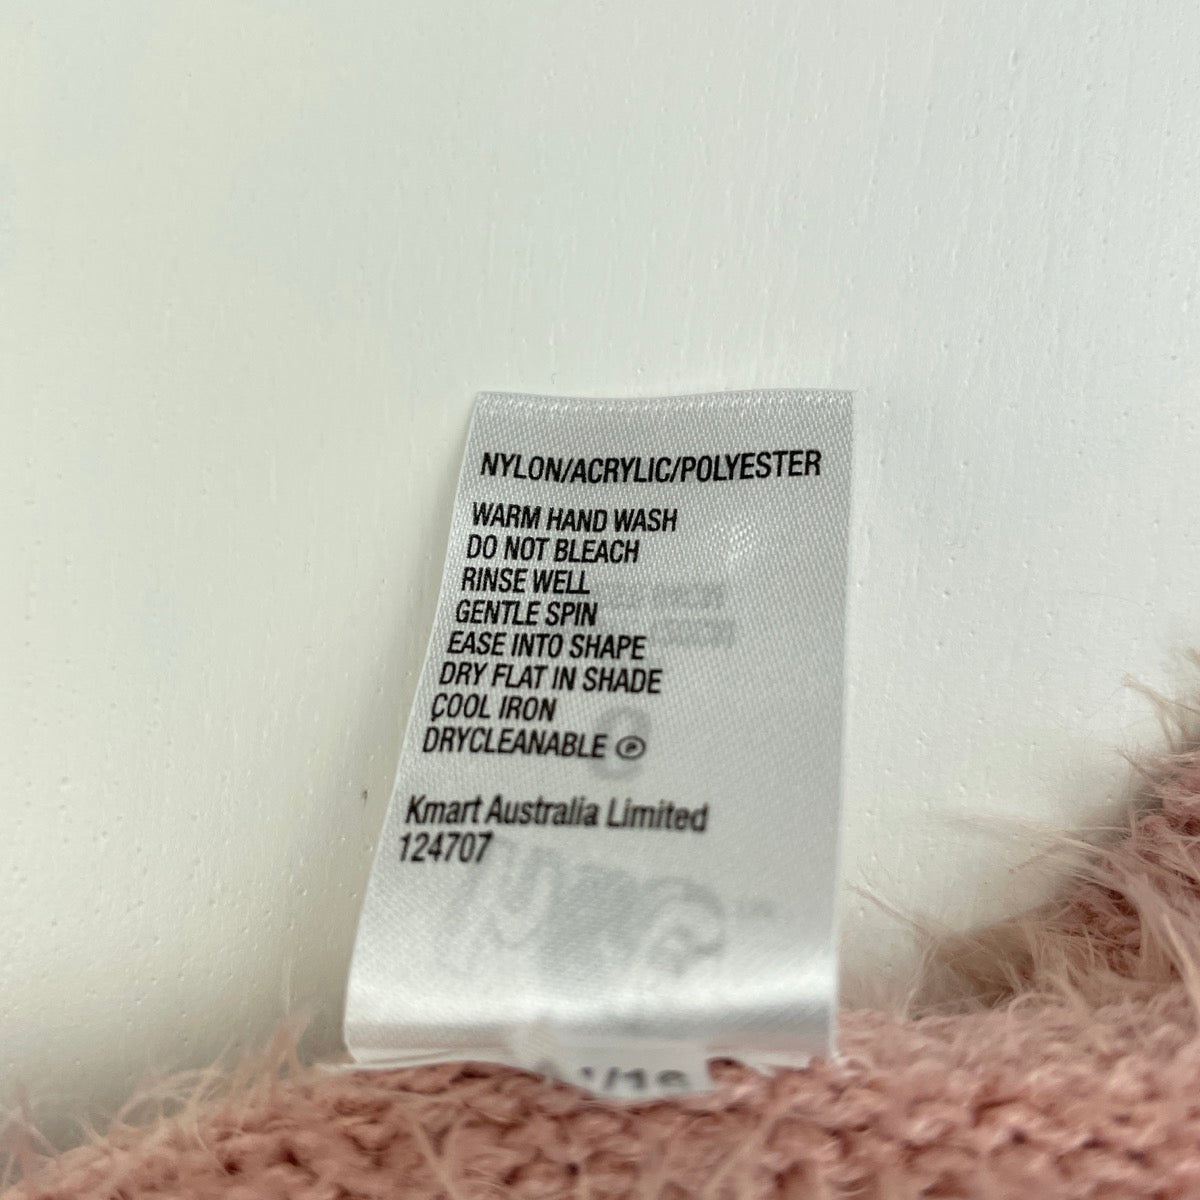 NYLON/ACRYLIC/POLYESTER
WARM HAND WASH
DO NOT BLEACH
RINSE WELL
GENTLE SPIN
EASE INTO SHAPE
DRY FLAT IN SHADE
COOL IRON
DRYCLEANABLE Ⓟ
Kmart Australia Limited
124707